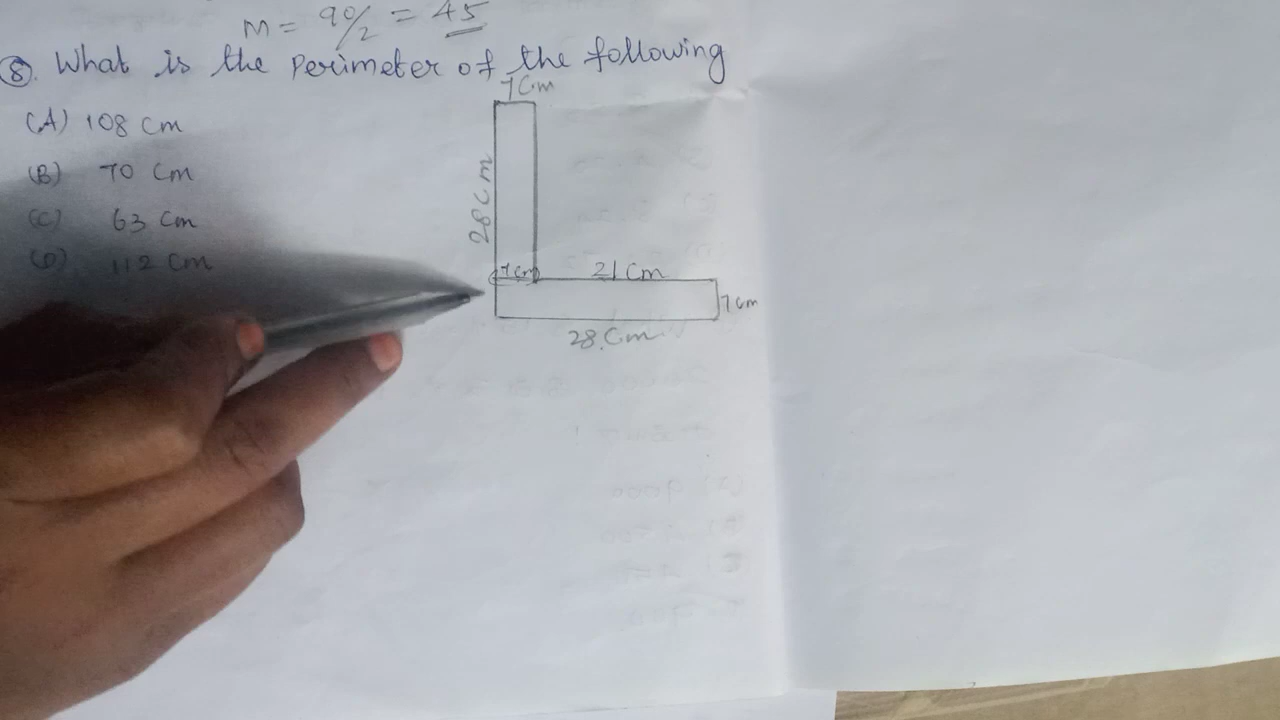 M = 90/2 = 45
8. What is the perimeter of the following
7cm
(A) 108 cm
(B) 70 cm
(C) 63 cm
(D) 112 cm
28cm
7cm
21 cm
7cm
28.cm